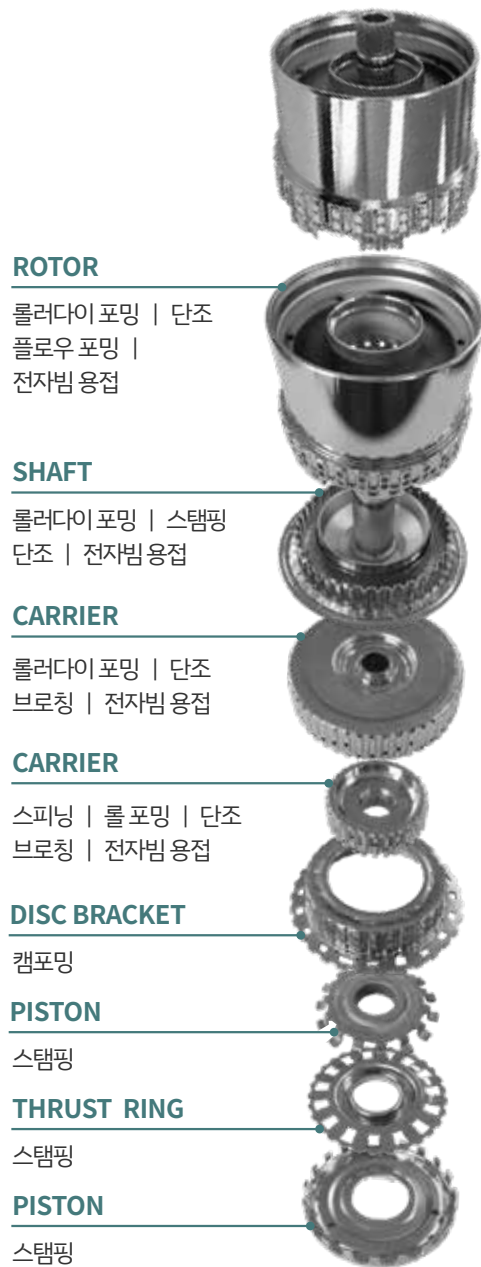 ROTOR
롤러다이 포밍 | 단조
플로우 포밍 |
전자빔 용접
SHAFT
롤러다이 포밍 | 스탬핑
단조 | 전자빔 용접
CARRIER
롤러다이 포밍 | 단조
브로칭 | 전자빔 용접
CARRIER
스피닝 | 롤 포밍 | 단조
브로칭 | 전자빔 용접
DISC BRACKET
캠포밍
PISTON
스탬핑
THRUST RING
스탬핑
PISTON
스탬핑